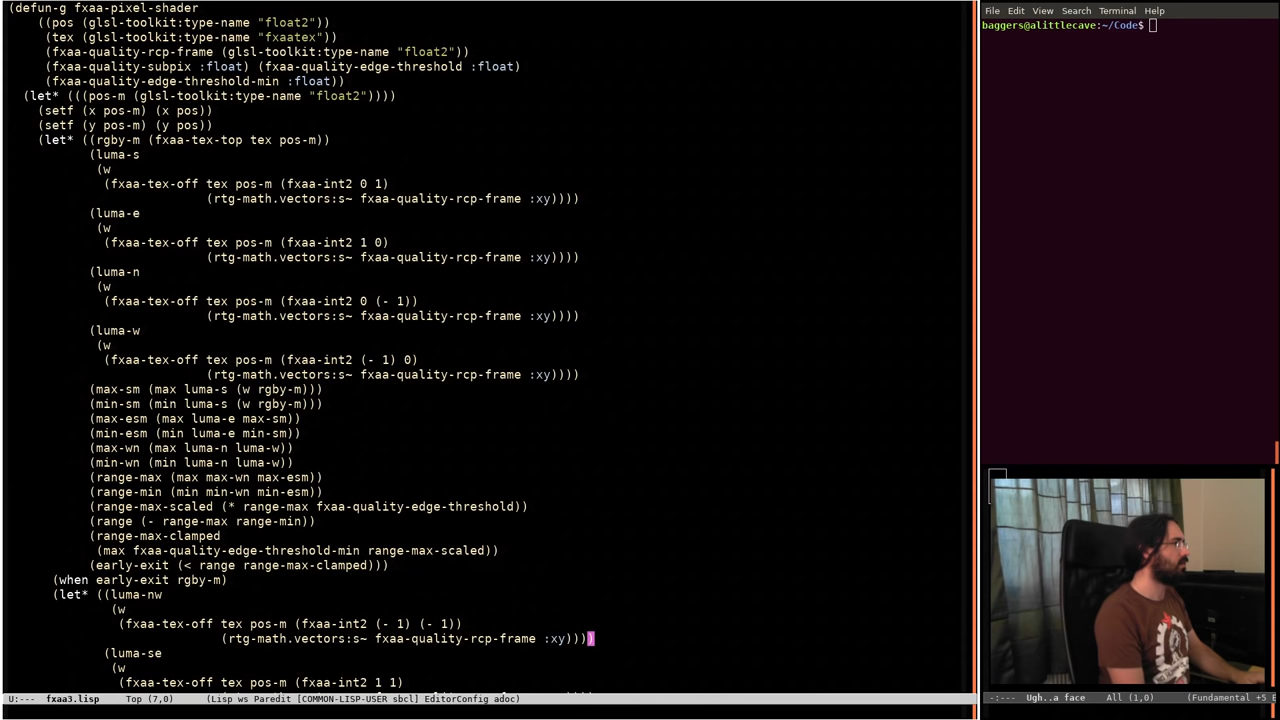 (defun-g fxaa-pixel-shader
((pos (glsl-toolkit:type-name "float2"))
(tex (glsl-toolkit:type-name "fxaatex"))
(fxaa-quality-rcp-frame (glsl-toolkit:type-name "float2"))
(fxaa-quality-subpix :float) (fxaa-quality-edge-threshold :float)
(fxaa-quality-edge-threshold-min :float))
(let* (((pos-m (glsl-toolkit:type-name "float2"))))
(setf (x pos-m) (x pos))
(setf (y pos-m) (y pos))
(let* ((rgby-m (fxaa-tex-top tex pos-m))
(luma-s
(w
(fxaa-tex-off tex pos-m (fxaa-int2 0 1)
(rtg-math.vectors:s~ fxaa-quality-rcp-frame :xy))))
(luma-e
(w
(fxaa-tex-off tex pos-m (fxaa-int2 1 0)
(rtg-math.vectors:s~ fxaa-quality-rcp-frame :xy))))
(luma-n
(w
(fxaa-tex-off tex pos-m (fxaa-int2 0 (- 1))
(rtg-math.vectors:s~ fxaa-quality-rcp-frame :xy))))
(luma-w
(w
(fxaa-tex-off tex pos-m (fxaa-int2 (- 1) 0)
(rtg-math.vectors:s~ fxaa-quality-rcp-frame :xy))))
(max-sm (max luma-s (w rgby-m)))
(min-sm (min luma-s (w rgby-m)))
(max-esm (max luma-e max-sm))
(min-esm (min luma-e min-sm))
(max-wn (max luma-n luma-w))
(min-wn (min luma-n luma-w))
(range-max (max max-wn max-esm))
(range-min (min min-wn min-esm))
(range-max-scaled (* range-max fxaa-quality-edge-threshold))
(range (- range-max range-min))
(range-max-clamped
(max fxaa-quality-edge-threshold-min range-max-scaled))
(early-exit (< range range-max-clamped)))
(when early-exit rgby-m)
(let* ((luma-nw
(w
(fxaa-tex-off tex pos-m (fxaa-int2 (- 1) (- 1))
(rtg-math.vectors:s~ fxaa-quality-rcp-frame :xy))))
(luma-se
(w
(fxaa-tex-off tex pos-m (fxaa-int2 1 1)
U:--- fxaa3.lisp Top (7,0) (Lisp ws Paredit [COMMON-LISP-USER sbcl] EditorConfig adoc)
File Edit View Search Terminal Help
baggers@alittlecave:~/Code$
-:--- Ugh..a face All (1,0) (Fundamental +5 E